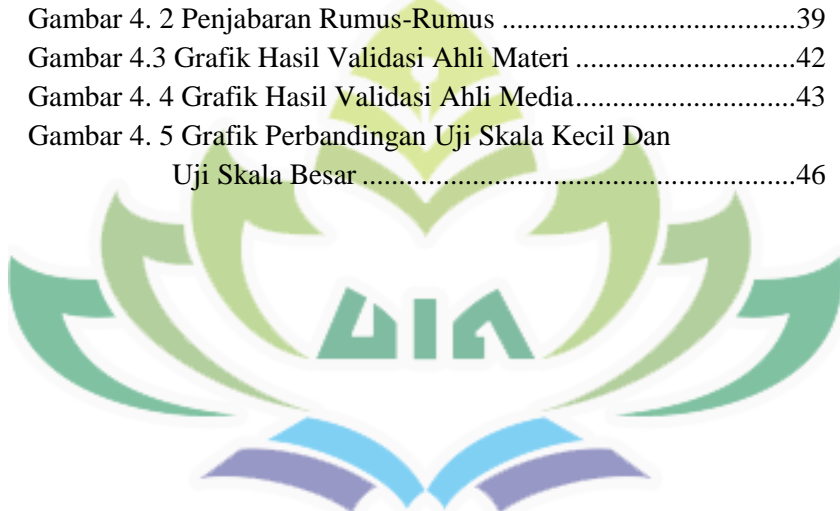 Gambar 4. 2 Penjabaran Rumus-Rumus ........................................39
Gambar 4.3 Grafik Hasil Validasi Ahli Materi ..................................42
Gambar 4. 4 Grafik Hasil Validasi Ahli Media..................................43
Gambar 4. 5 Grafik Perbandingan Uji Skala Kecil Dan
Uji Skala Besar ...........................................................46
UIN